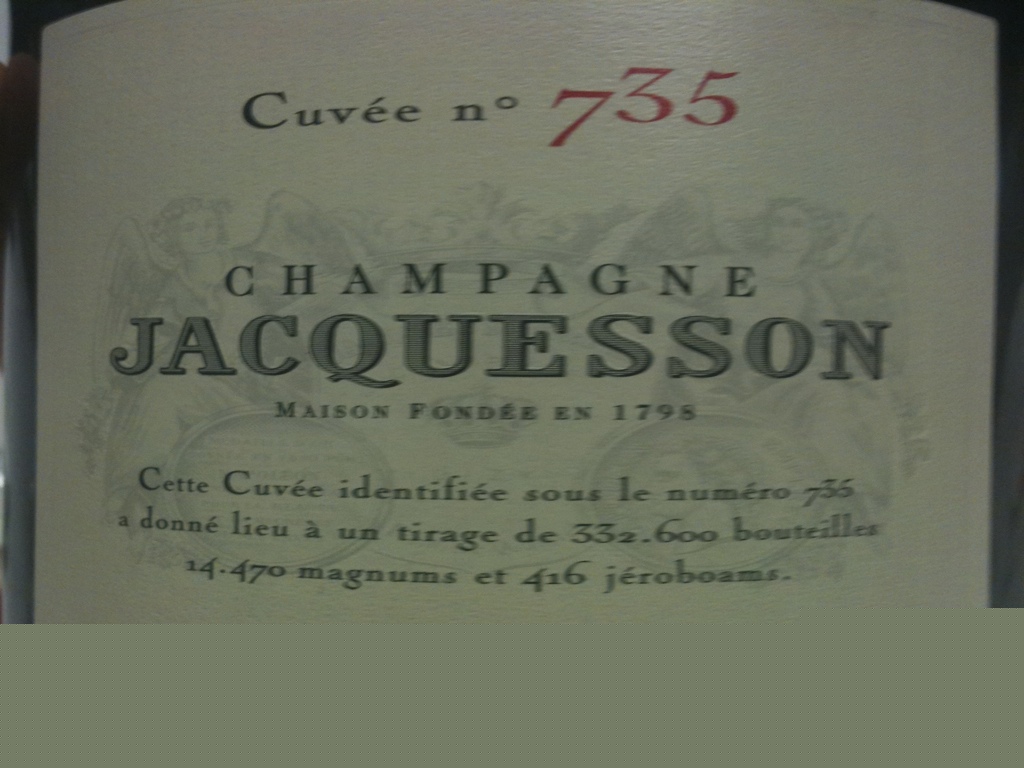 Cuvée n° 735
CHAMPAGNE
JACQUESSON
MAISON FONDÉE EN 1798
Cette Cuvée identifiée sous le numéro 735
a donné lieu à un tirage de 332.600 bouteilles
14.470 magnums et 416 jéroboams.